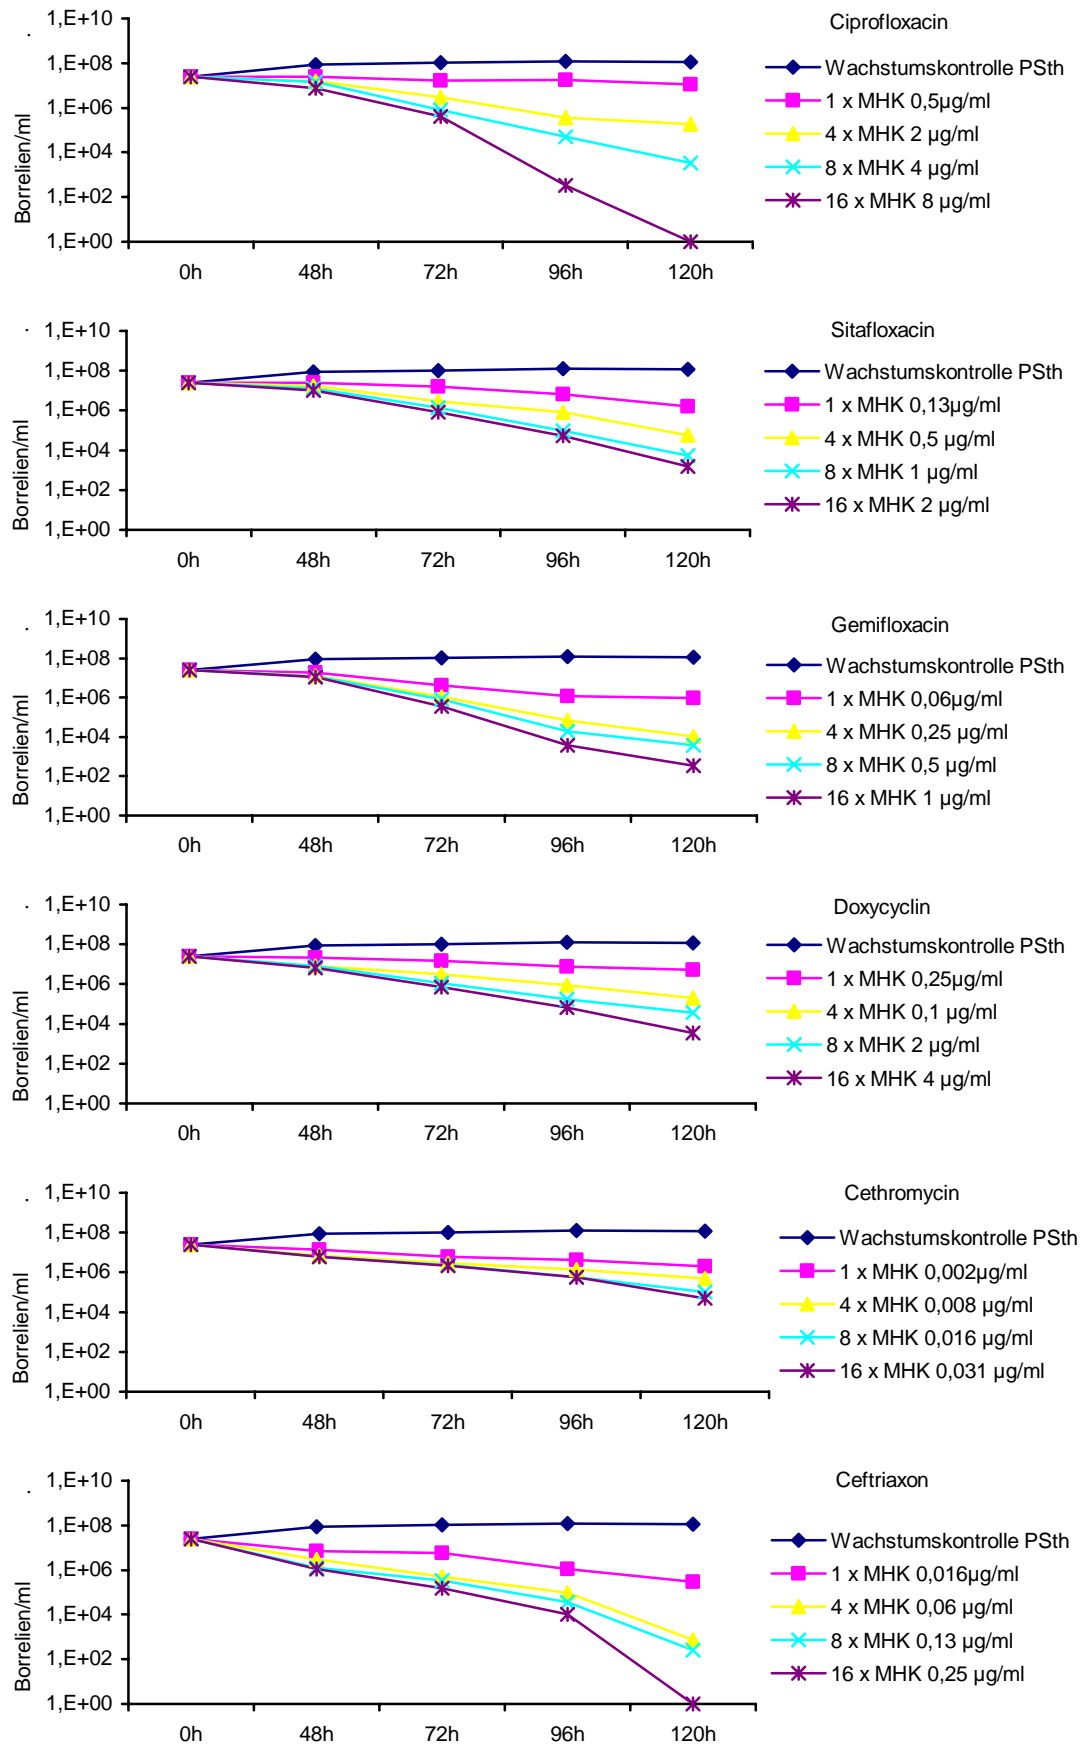 Ciprofloxacin
1,E+10
1,E+08
1,E+06
1,E+04
1,E+02
1,E+00
Borrelien/ml
0h 48h 72h 96h 120h
Wachstumskontrolle PSth
1 x MHK 0,5µg/ml
4 x MHK 2 µg/ml
8 x MHK 4 µg/ml
16 x MHK 8 µg/ml
Sitafloxacin
1,E+10
1,E+08
1,E+06
1,E+04
1,E+02
1,E+00
Borrelien/ml
0h 48h 72h 96h 120h
Wachstumskontrolle PSth
1 x MHK 0,13µg/ml
4 x MHK 0,5 µg/ml
8 x MHK 1 µg/ml
16 x MHK 2 µg/ml
Gemifloxacin
1,E+10
1,E+08
1,E+06
1,E+04
1,E+02
1,E+00
Borrelien/ml
0h 48h 72h 96h 120h
Wachstumskontrolle PSth
1 x MHK 0,06µg/ml
4 x MHK 0,25 µg/ml
8 x MHK 0,5 µg/ml
16 x MHK 1 µg/ml
Doxycyclin
1,E+10
1,E+08
1,E+06
1,E+04
1,E+02
1,E+00
Borrelien/ml
0h 48h 72h 96h 120h
Wachstumskontrolle PSth
1 x MHK 0,25µg/ml
4 x MHK 0,1 µg/ml
8 x MHK 2 µg/ml
16 x MHK 4 µg/ml
Cethromycin
1,E+10
1,E+08
1,E+06
1,E+04
1,E+02
1,E+00
Borrelien/ml
0h 48h 72h 96h 120h
Wachstumskontrolle PSth
1 x MHK 0,002µg/ml
4 x MHK 0,008 µg/ml
8 x MHK 0,016 µg/ml
16 x MHK 0,031 µg/ml
Ceftriaxon
1,E+10
1,E+08
1,E+06
1,E+04
1,E+02
1,E+00
Borrelien/ml
0h 48h 72h 96h 120h
Wachstumskontrolle PSth
1 x MHK 0,016µg/ml
4 x MHK 0,06 µg/ml
8 x MHK 0,13 µg/ml
16 x MHK 0,25 µg/ml